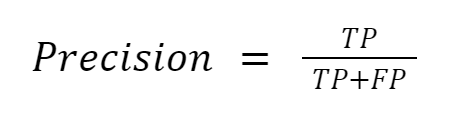 Precision = TP / TP+FP